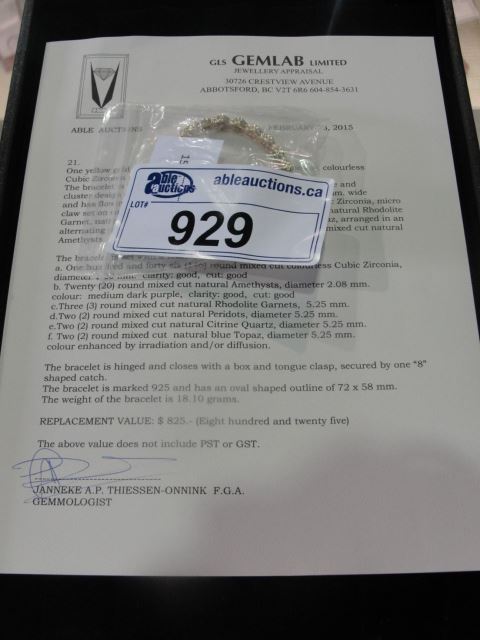 GLS GEMLAB LIMITED
JEWELLERY APPRAISAL
30726 CRESTVIEW AVENUE
ABBOTSFORD, BC V2T 6R6 604-854-3631
ABLE AUCTIONS
2015
21.
One yellow colourless
Cubic
The bracelet and
cluster wide
and has Zirconia, micro
claw set natural Rhodolite
Garnet, arranged in an
alternating mixed cut natural
Amethysts
able auctions
ableauctions.ca
LOT#
929
The
a. One hundred and forty six round mixed cut colourless Cubic Zirconia,
diameter clarity: good, cut: good
b. Twenty (20) round mixed cut natural Amethysts, diameter 2.08 mm.
colour: medium dark purple, clarity: good, cut: good
c.Three (3) round mixed cut natural Rhodolite Garnets, 5.25 mm.
d.Two (2) round mixed cut natural Peridots, diameter 5.25 mm.
e.Two (2) round mixed cut natural Citrine Quartz, diameter 5.25 mm.
f. Two (2) round mixed cut natural blue Topaz, diameter 5.25 mm.
colour enhanced by irradiation and/or diffusion.
The bracelet is hinged and closes with a box and tongue clasp, secured by one "8"
shaped catch.
The bracelet is marked 925 and has an oval shaped outline of 72 x 58 mm.
The weight of the bracelet is 18.10 grams.
REPLACEMENT VALUE: $ 825.- (Eight hundred and twenty five)
The above value does not include PST or GST.
JANNEKE A.P. THIESSEN-ONNINK F.G.A.
GEMMOLOGIST